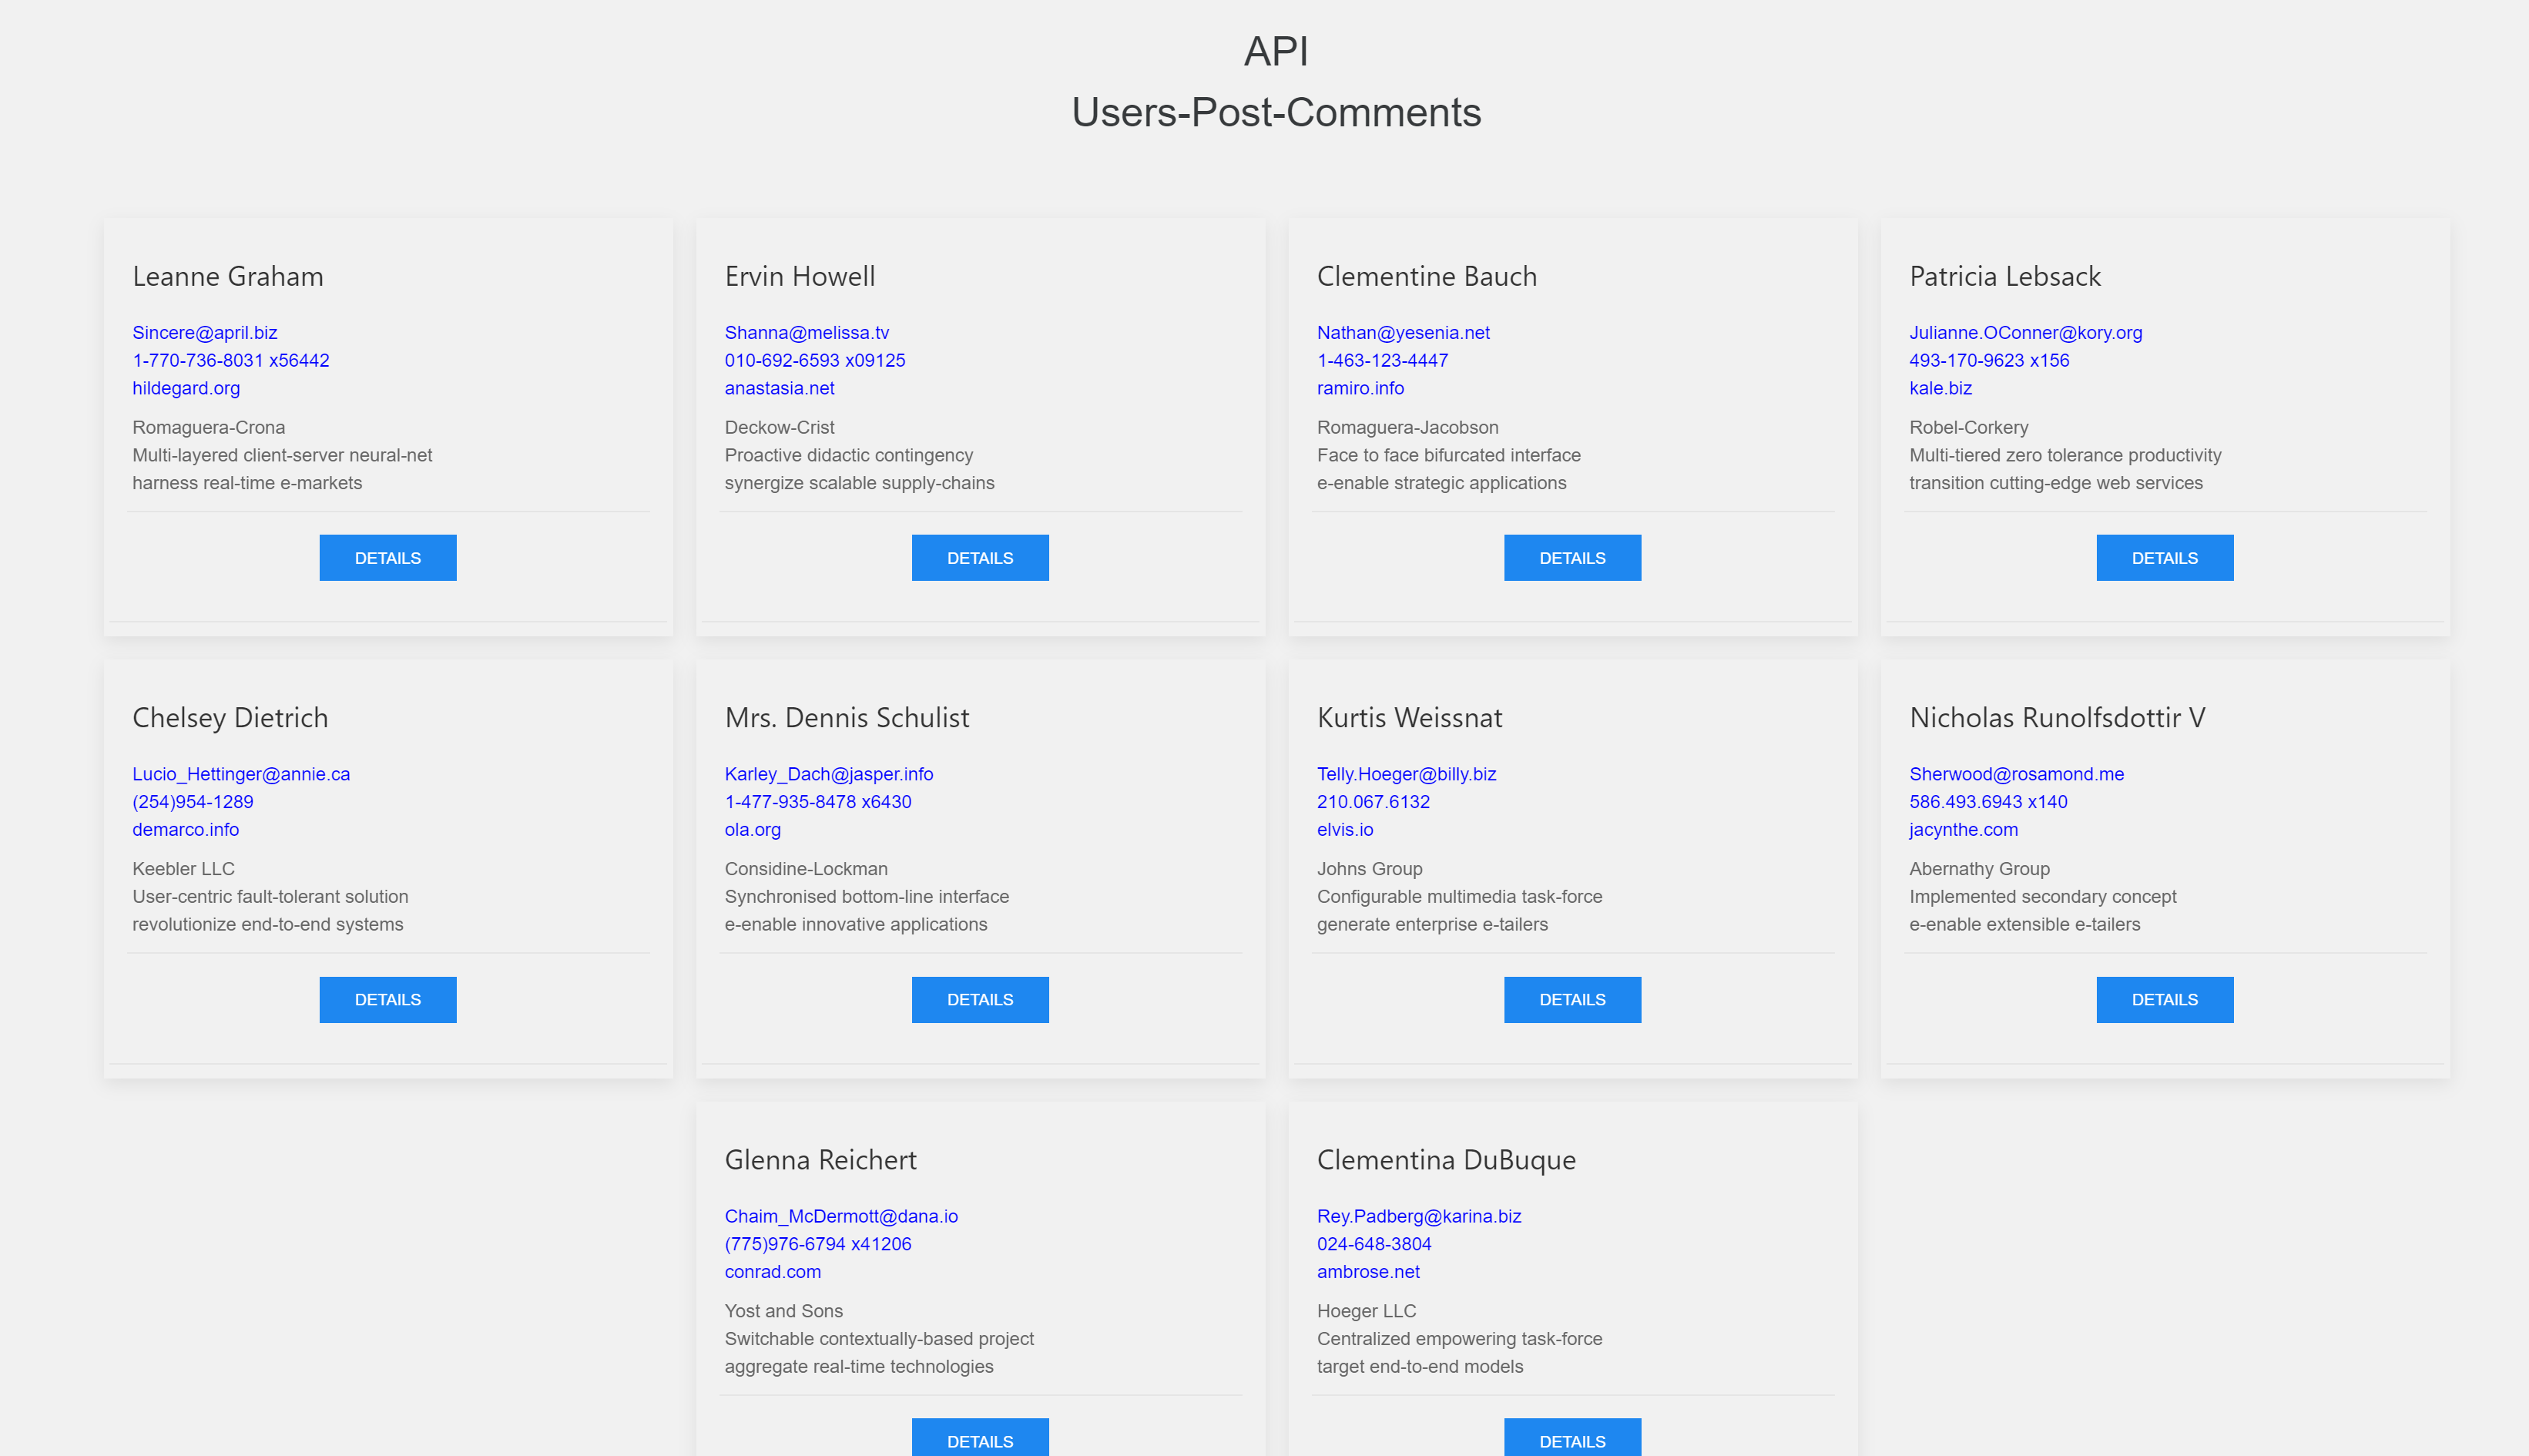 API
Users-Post-Comments
Leanne Graham
Sincere@april.biz
1-770-736-8031 x56442
hildegard.org
Romaguera-Crona
Multi-layered client-server neural-net
harness real-time e-markets
DETAILS
Ervin Howell
Shanna@melissa.tv
010-692-6593 x09125
anastasia.net
Deckow-Crist
Proactive didactic contingency
synergize scalable supply-chains
DETAILS
Clementine Bauch
Nathan@yesenia.net
1-463-123-4447
ramiro.info
Romaguera-Jacobson
Face to face bifurcated interface
e-enable strategic applications
DETAILS
Patricia Lebsack
Julianne.OConner@kory.org
493-170-9623 x156
kale.biz
Robel-Corkery
Multi-tiered zero tolerance productivity
transition cutting-edge web services
DETAILS
Chelsey Dietrich
Lucio_Hettinger@annie.ca
(254)954-1289
demarco.info
Keebler LLC
User-centric fault-tolerant solution
revolutionize end-to-end systems
DETAILS
Mrs. Dennis Schulist
Karley_Dach@jasper.info
1-477-935-8478 x6430
ola.org
Considine-Lockman
Synchronised bottom-line interface
e-enable innovative applications
DETAILS
Kurtis Weissnat
Telly.Hoeger@billy.biz
210.067.6132
elvis.io
Johns Group
Configurable multimedia task-force
generate enterprise e-tailers
DETAILS
Nicholas Runolfsdottir V
Sherwood@rosamond.me
586.493.6943 x140
jacynthe.com
Abernathy Group
Implemented secondary concept
e-enable extensible e-tailers
DETAILS
Glenna Reichert
Chaim_McDermott@dana.io
(775)976-6794 x41206
conrad.com
Yost and Sons
Switchable contextually-based project
aggregate real-time technologies
DETAILS
Clementina DuBuque
Rey.Padberg@karina.biz
024-648-3804
ambrose.net
Hoeger LLC
Centralized empowering task-force
target end-to-end models
DETAILS